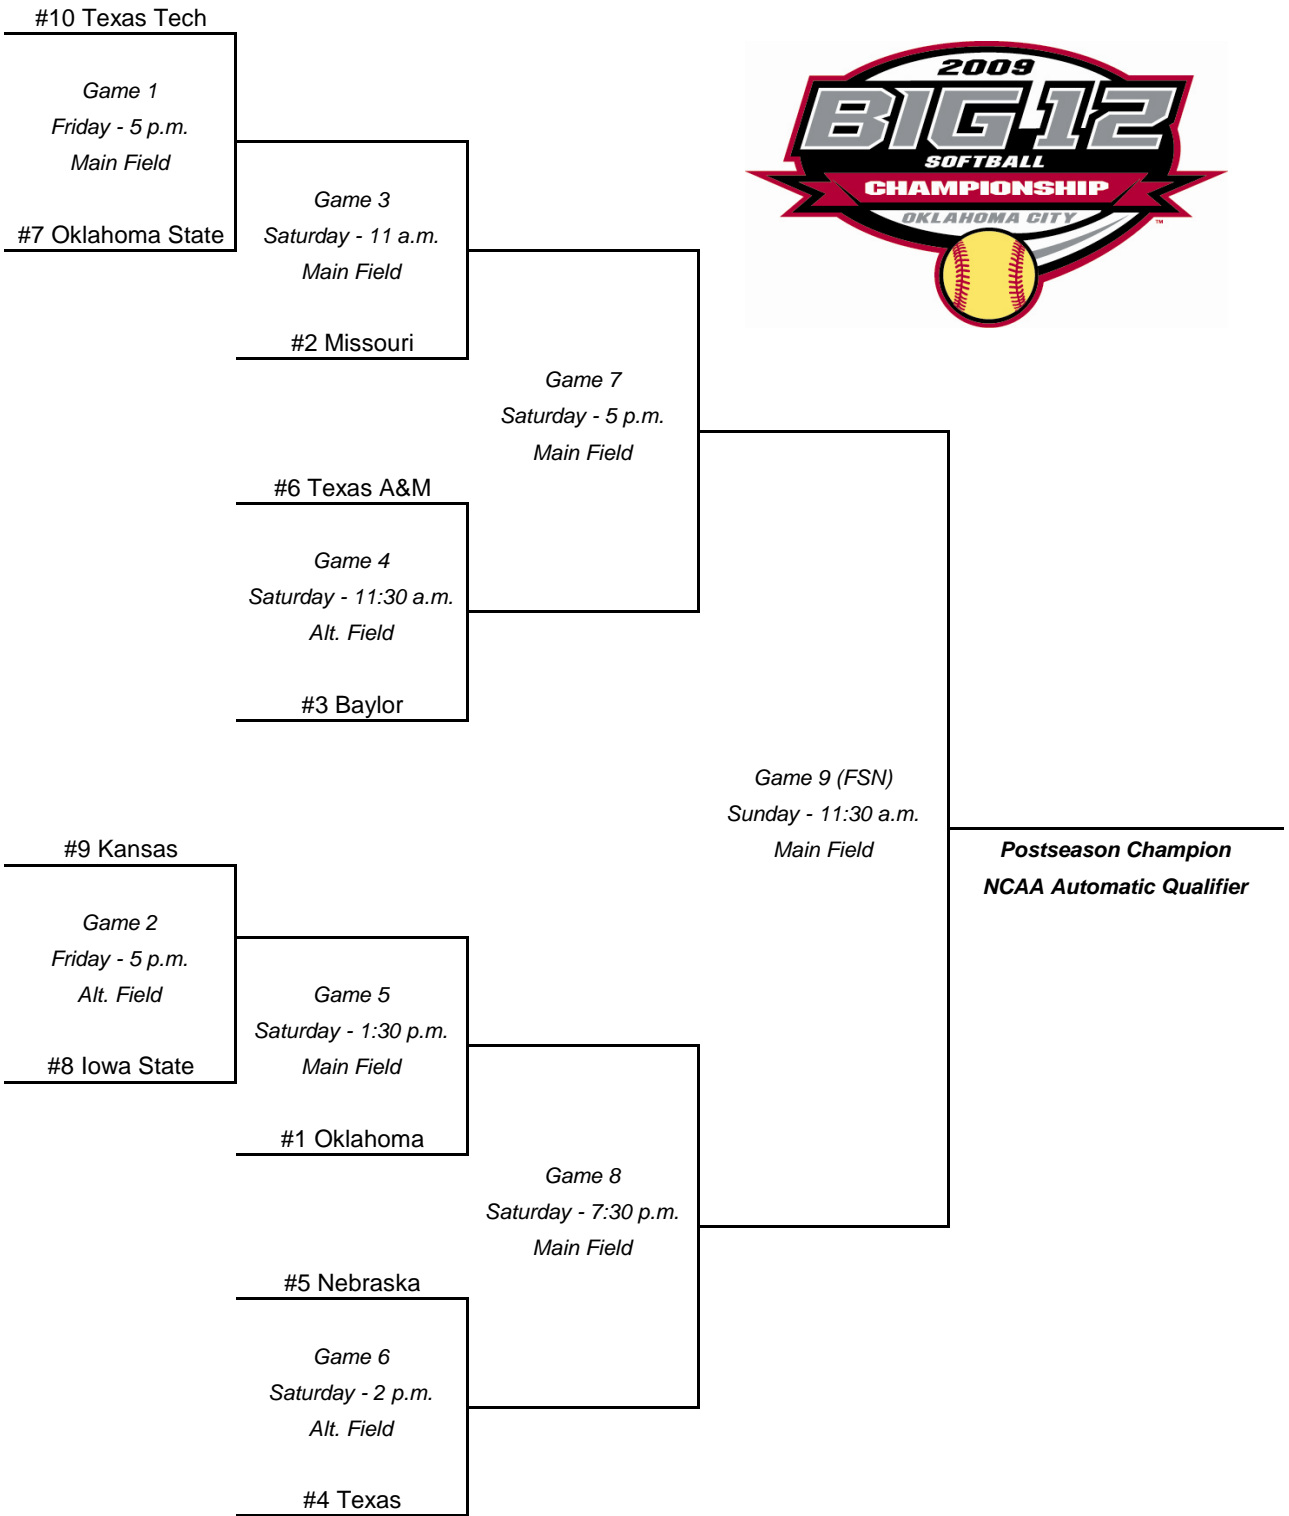 #10 Texas Tech
Game 1
Friday - 5 p.m.
Main Field
#7 Oklahoma State
2009
BIG 12
SOFTBALL
CHAMPIONSHIP
OKLAHOMA CITY
TM
Game 3
Saturday - 11 a.m.
Main Field
#2 Missouri
Game 7
Saturday - 5 p.m.
Main Field
#6 Texas A&M
Game 4
Saturday - 11:30 a.m.
Alt. Field
#3 Baylor
Game 9 (FSN)
Sunday - 11:30 a.m.
Main Field
Postseason Champion
NCAA Automatic Qualifier
#9 Kansas
Game 2
Friday - 5 p.m.
Alt. Field
#8 Iowa State
Game 5
Saturday - 1:30 p.m.
Main Field
#1 Oklahoma
Game 8
Saturday - 7:30 p.m.
Main Field
#5 Nebraska
Game 6
Saturday - 2 p.m.
Alt. Field
#4 Texas